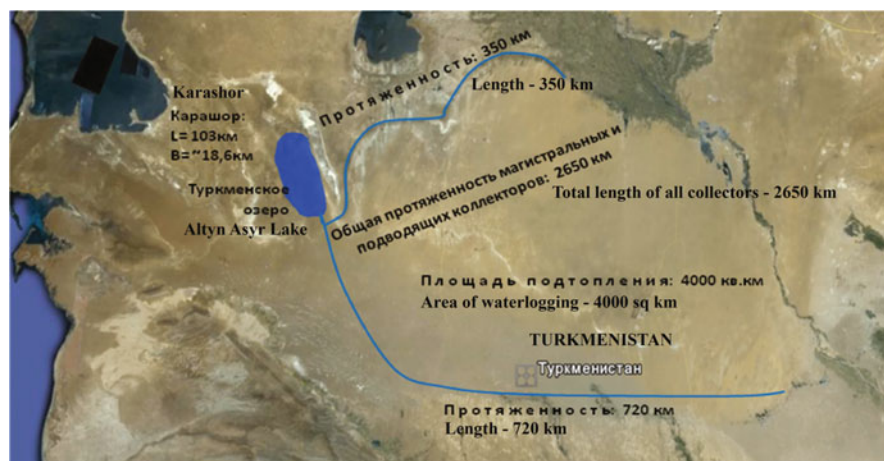 Протяженность: 350 км
Length - 350 km
Karashor
Карашор:
L= 103км
B=~18,6км
Туркменское
озеро
Altyn Asyr Lake
Общая протяженность магистральных и
подводящих коллекторов: 2650 км
Total length of all collectors - 2650 km
Площадь подтопления: 4000 кв.км
Area of waterlogging - 4000 sq km
TURKMENISTAN
Туркменистан
Протяженность: 720 км
Length - 720 km